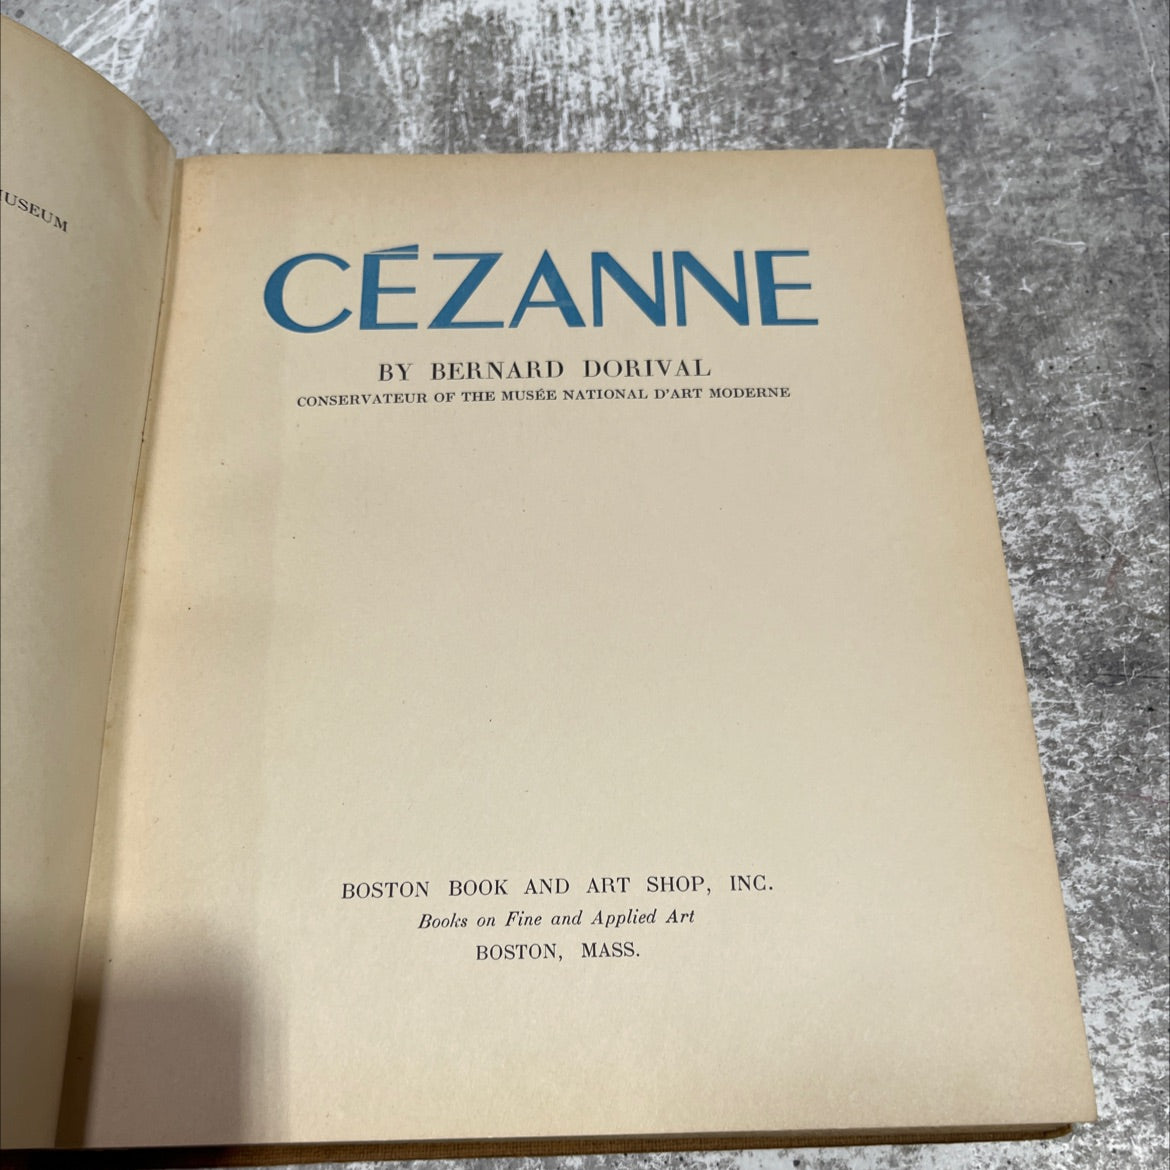 CÉZANNE
BY BERNARD DORIVAL
CONSERVATEUR OF THE MUSÉE NATIONAL D'ART MODERNE
BOSTON BOOK AND ART SHOP, INC.
Books on Fine and Applied Art
BOSTON, MASS.